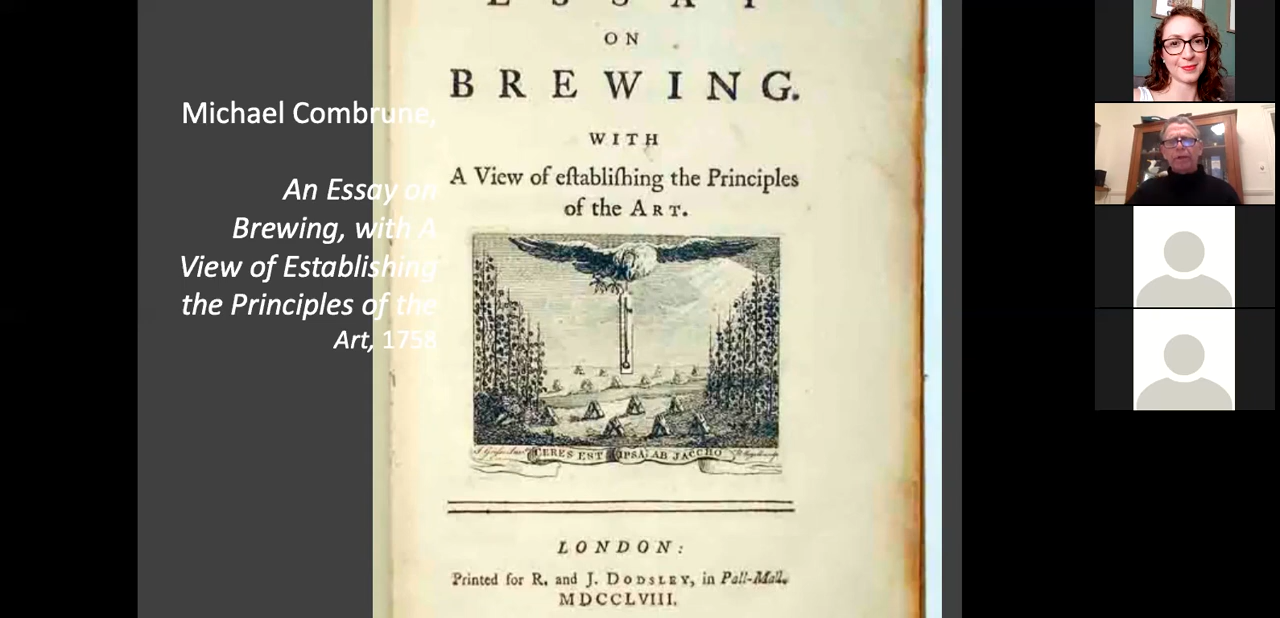 Michael Combrune,
An Essay on
Brewing, with A
View of Establishing
the Principles of the
Art, 1758
ESSAY
ON
BREWING.
WITH
A View of eſtabliſhing the Principles
of the ART.
CERES EST IPSA AB JACCHO
LONDON:
Printed for R. and J. DODSLEY, in Pall-Mall.
MDCCLVIII.